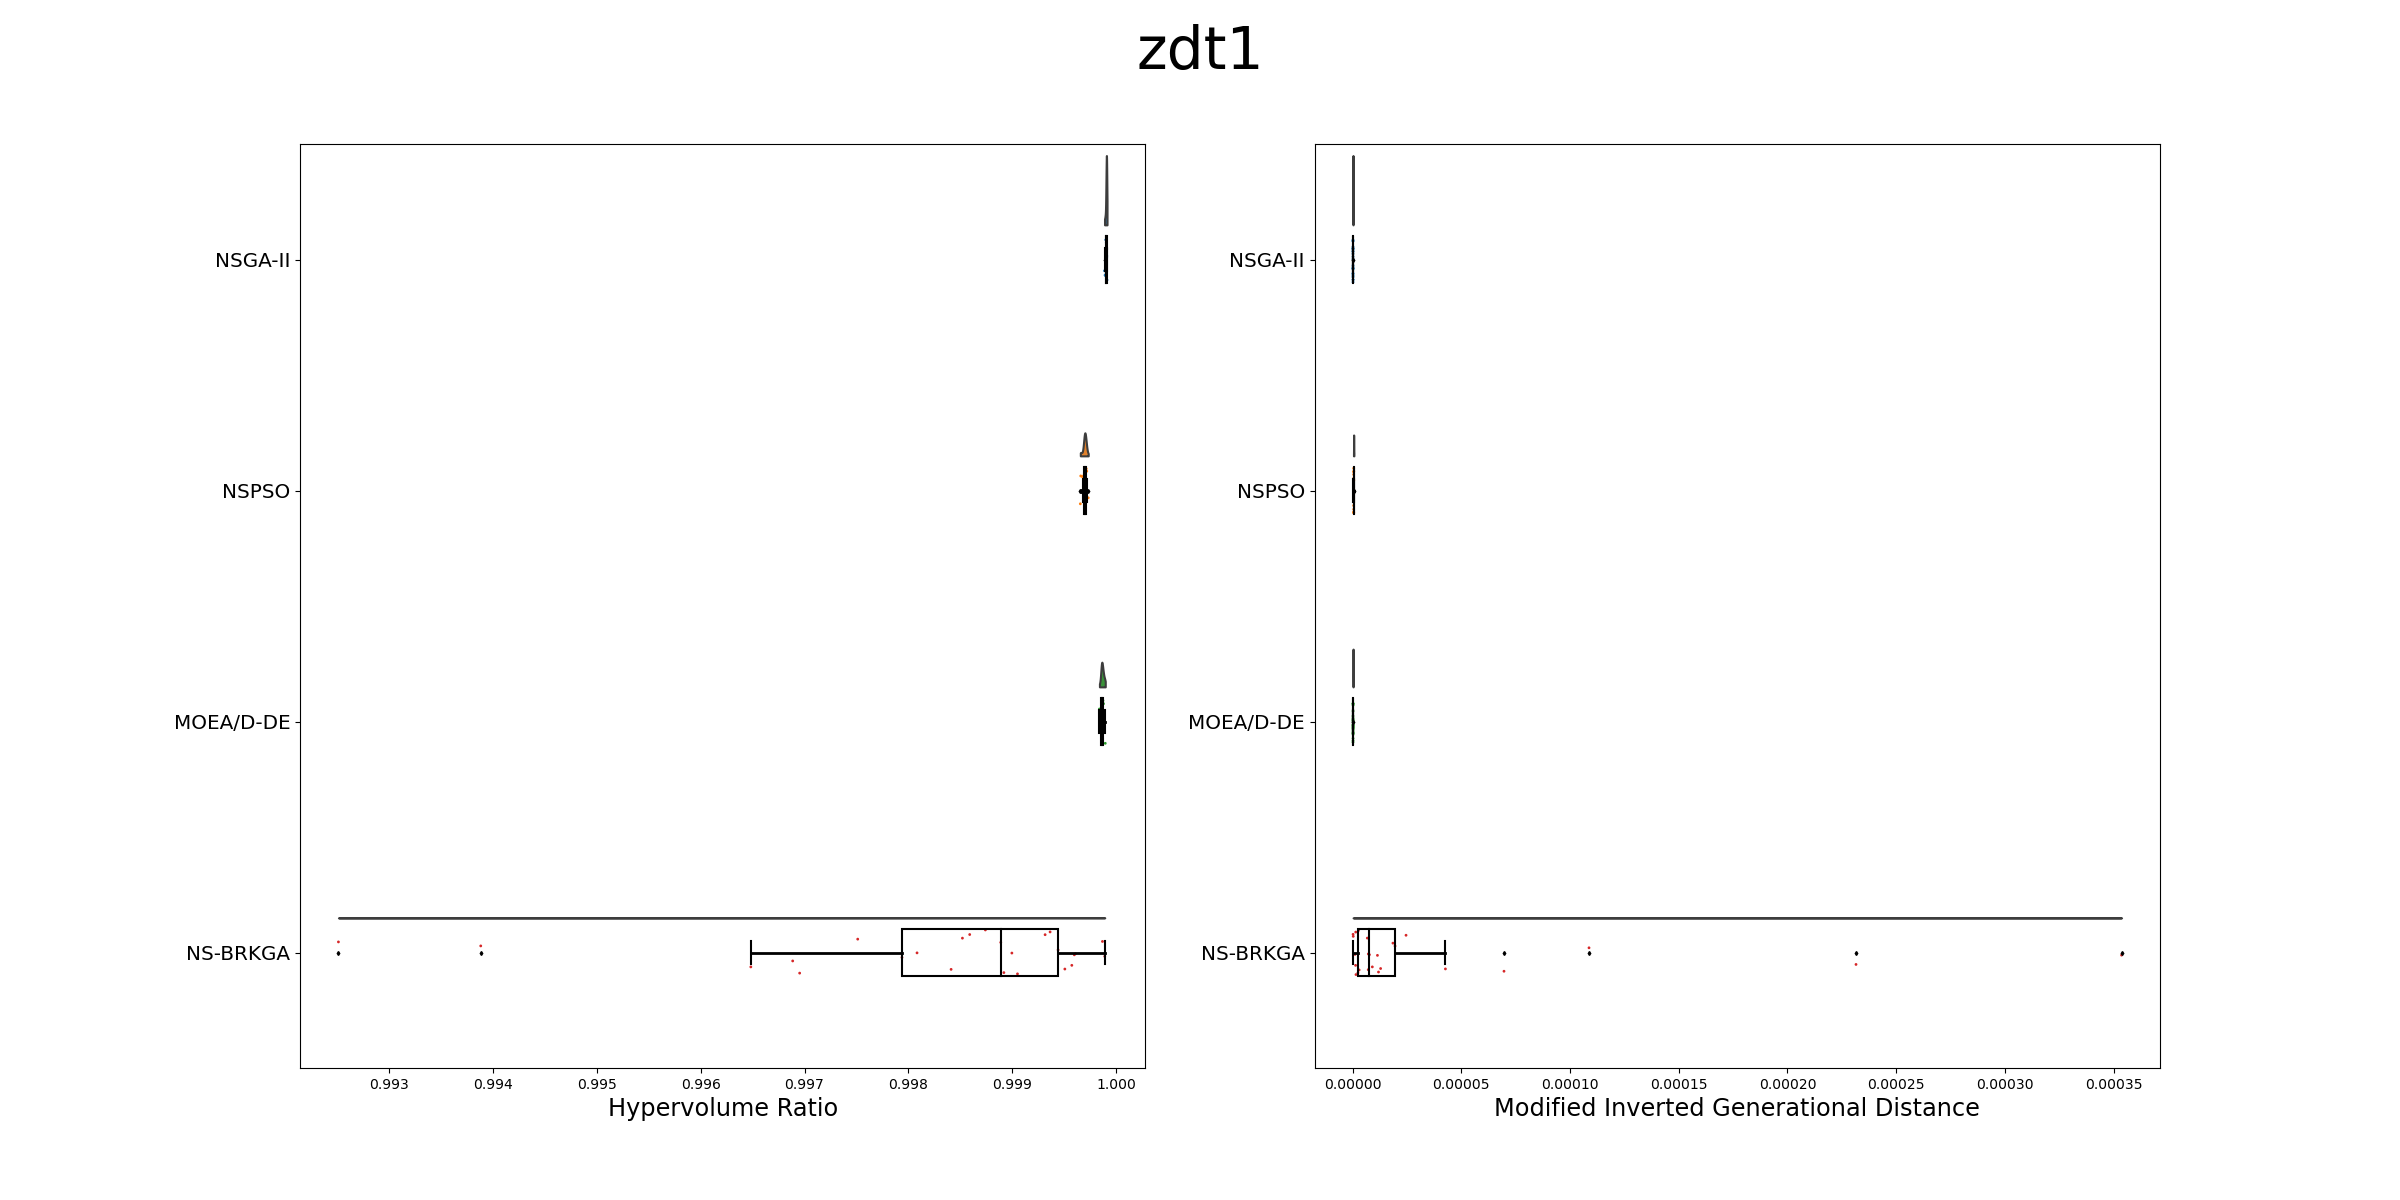 zdt1
NSGA-II
NSPSO
MOEA/D-DE
NS-BRKGA
0.993 0.994 0.995 0.996 0.997 0.998 0.999 1.000
Hypervolume Ratio
NSGA-II
NSPSO
MOEA/D-DE
NS-BRKGA
0.00000 0.00005 0.00010 0.00015 0.00020 0.00025 0.00030 0.00035
Modified Inverted Generational Distance